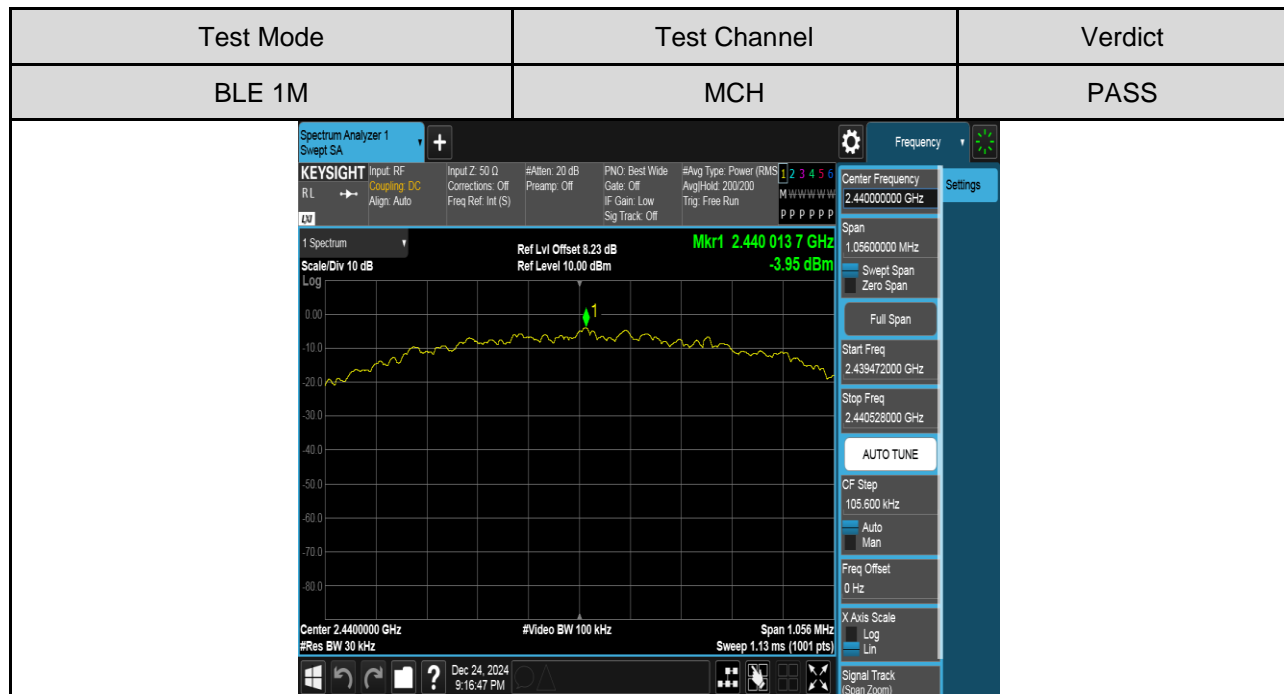 Test Mode Test Channel Verdict
BLE 1M MCH PASS
Spectrum Analyzer 1
Swept SA
+
Frequency
KEYSIGHT
RL
LXI
Input: RF
Coupling: DC
Align: Auto
Input Z: 50 Ω
Corrections: Off
Freq Ref: Int (S)
#Atten: 20 dB
Preamp: Off
PNO: Best Wide
Gate: Off
IF Gain: Low
Sig Track: Off
#Avg Type: Power (RMS
Avg|Hold: 200/200
Trig: Free Run
1 2 3 4 5 6
M W W W W W
P P P P P P
Settings
1 Spectrum
Scale/Div 10 dB
Log
Ref Lvl Offset 8.23 dB
Ref Level 10.00 dBm
Mkr1 2.440 013 7 GHz
-3.95 dBm
1
0.00
-10.0
-20.0
-30.0
-40.0
-50.0
-60.0
-70.0
-80.0
Center 2.4400000 GHz
#Res BW 30 kHz
#Video BW 100 kHz
Span 1.056 MHz
Sweep 1.13 ms (1001 pts)
Center Frequency
2.440000000 GHz
Span
1.05600000 MHz
Swept Span
Zero Span
Full Span
Start Freq
2.439472000 GHz
Stop Freq
2.440528000 GHz
AUTO TUNE
CF Step
105.600 kHz
Auto
Man
Freq Offset
0 Hz
X Axis Scale
Log
Lin
Signal Track
(Span Zoom)
?
Dec 24, 2024
9:16:47 PM